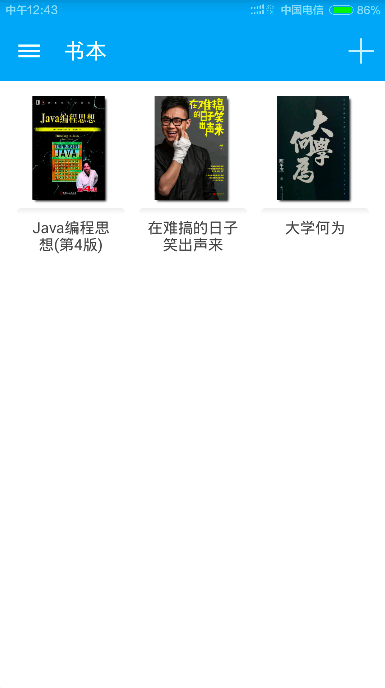 中午12:43
中国电信 86%
书本
Java编程思想
JAVA
在难搞的日子
笑出声来
大学何为
Java编程思
想(第4版)
在难搞的日子
笑出声来
大学何为